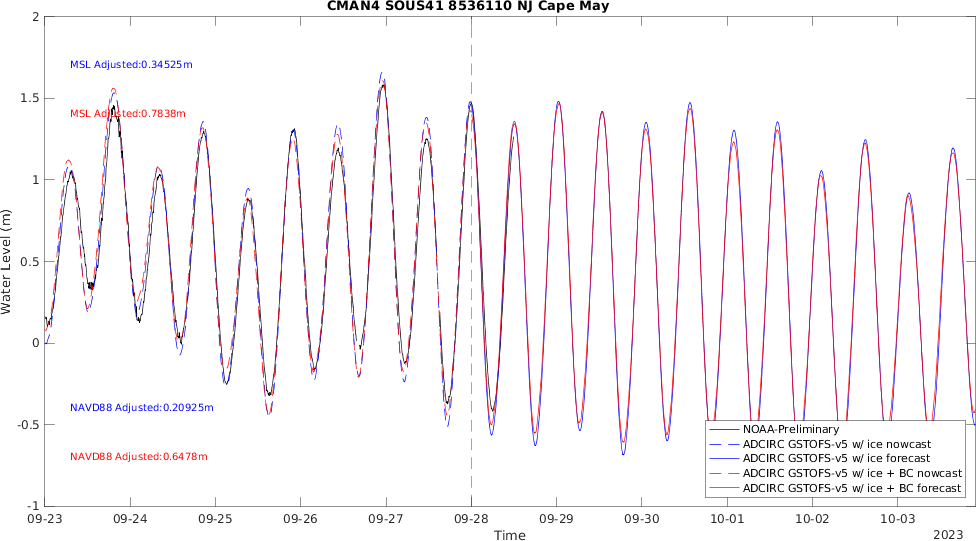 CMAN4 SOUS41 8536110 NJ Cape May
2
1.5
1
0.5
0
-0.5
-1
Water Level (m)
MSL Adjusted:0.34525m
MSL Adjusted:0.7838m
NAVD88 Adjusted:0.20925m
NAVD88 Adjusted:0.6478m
NOAA-Preliminary
ADCIRC GSTOFS-v5 w/ ice nowcast
ADCIRC GSTOFS-v5 w/ ice forecast
ADCIRC GSTOFS-v5 w/ ice + BC nowcast
ADCIRC GSTOFS-v5 w/ ice + BC forecast
09-23 09-24 09-25 09-26 09-27 09-28 09-29 09-30 10-01 10-02 10-03
Time
2023